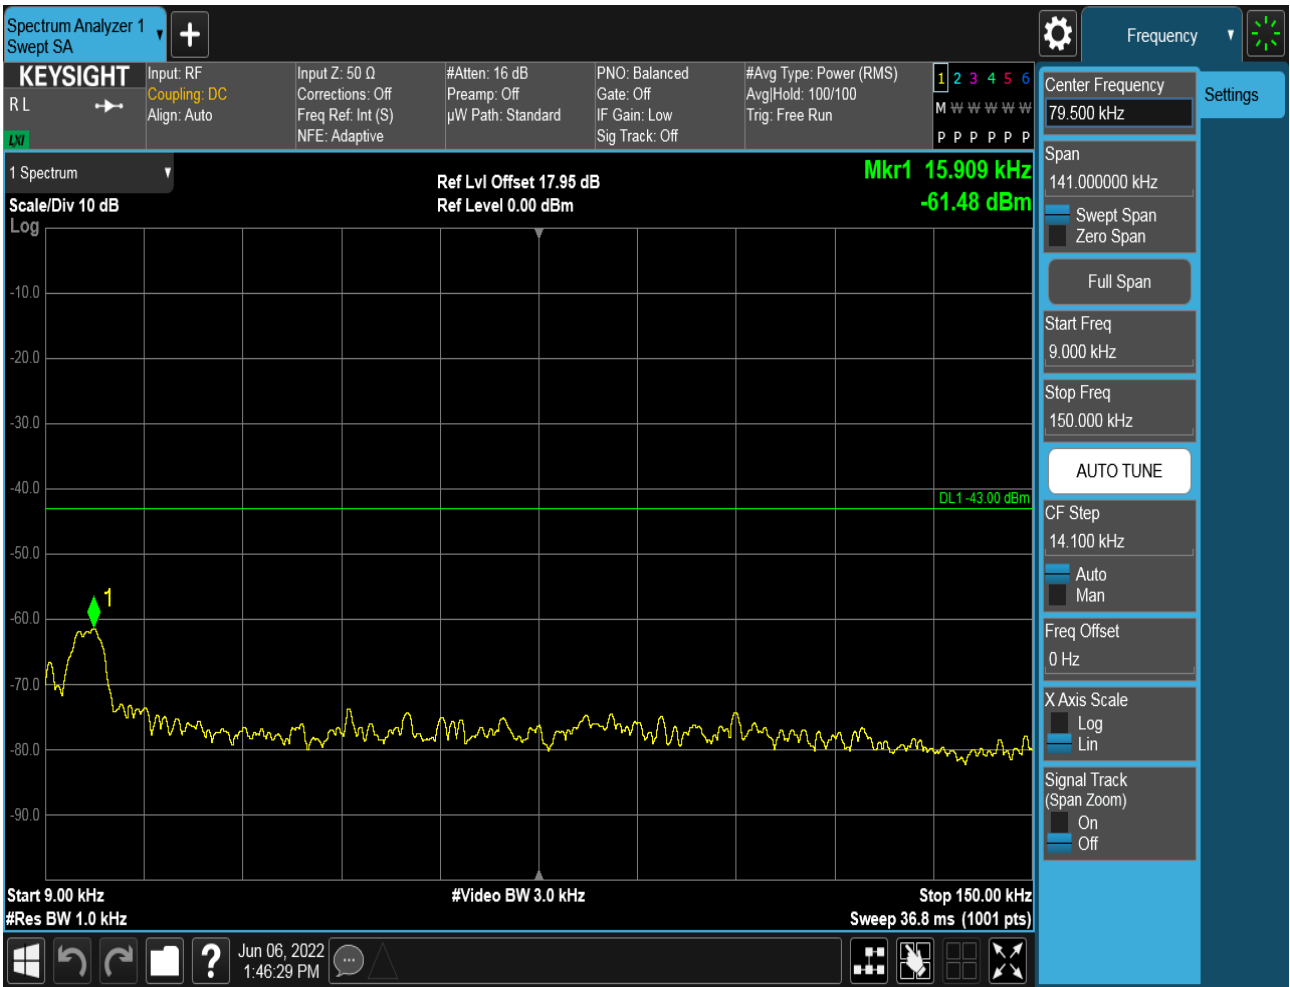 Spectrum Analyzer 1
Swept SA
Frequency
KEYSIGHT
R L
LXI
Input: RF
Coupling: DC
Align: Auto
Input Z: 50 Ω
Corrections: Off
Freq Ref: Int (S)
NFE: Adaptive
#Atten: 16 dB
Preamp: Off
µW Path: Standard
PNO: Balanced
Gate: Off
IF Gain: Low
Sig Track: Off
#Avg Type: Power (RMS)
Avg|Hold: 100/100
Trig: Free Run
1 2 3 4 5 6
M W W W W W
P P P P P P
Center Frequency
79.500 kHz
Settings
Span
141.000000 kHz
Swept Span
Zero Span
Full Span
Start Freq
9.000 kHz
Stop Freq
150.000 kHz
AUTO TUNE
CF Step
14.100 kHz
Auto
Man
Freq Offset
0 Hz
X Axis Scale
Log
Lin
Signal Track
(Span Zoom)
On
Off
1 Spectrum
Scale/Div 10 dB
Log
Ref Lvl Offset 17.95 dB
Ref Level 0.00 dBm
Mkr1 15.909 kHz
-61.48 dBm
-10.0
-20.0
-30.0
-40.0
DL1 -43.00 dBm
-50.0
1
-60.0
-70.0
-80.0
-90.0
Start 9.00 kHz
#Video BW 3.0 kHz
Stop 150.00 kHz
#Res BW 1.0 kHz
Sweep 36.8 ms (1001 pts)
Jun 06, 2022
1:46:29 PM